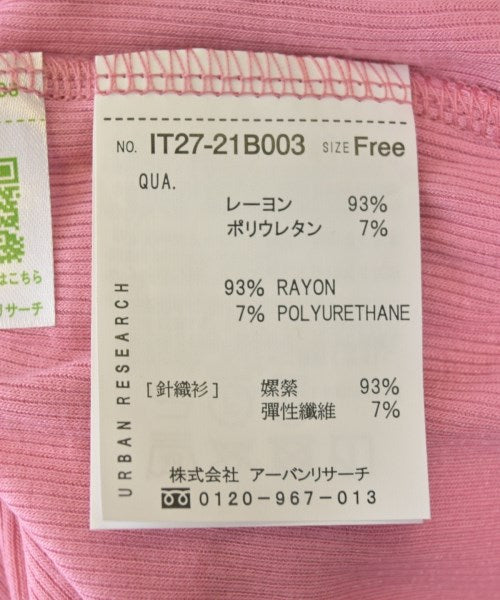 NO. IT27-21B003 SIZE Free
QUA.
レーヨン 93%
ポリウレタン 7%
93% RAYON
7% POLYURETHANE
URBAN RESEARCH
[針織衫] 嫘縈 93%
彈性纖維 7%
株式会社 アーバンリサーチ
0120-967-013
はこちら
リサーチ